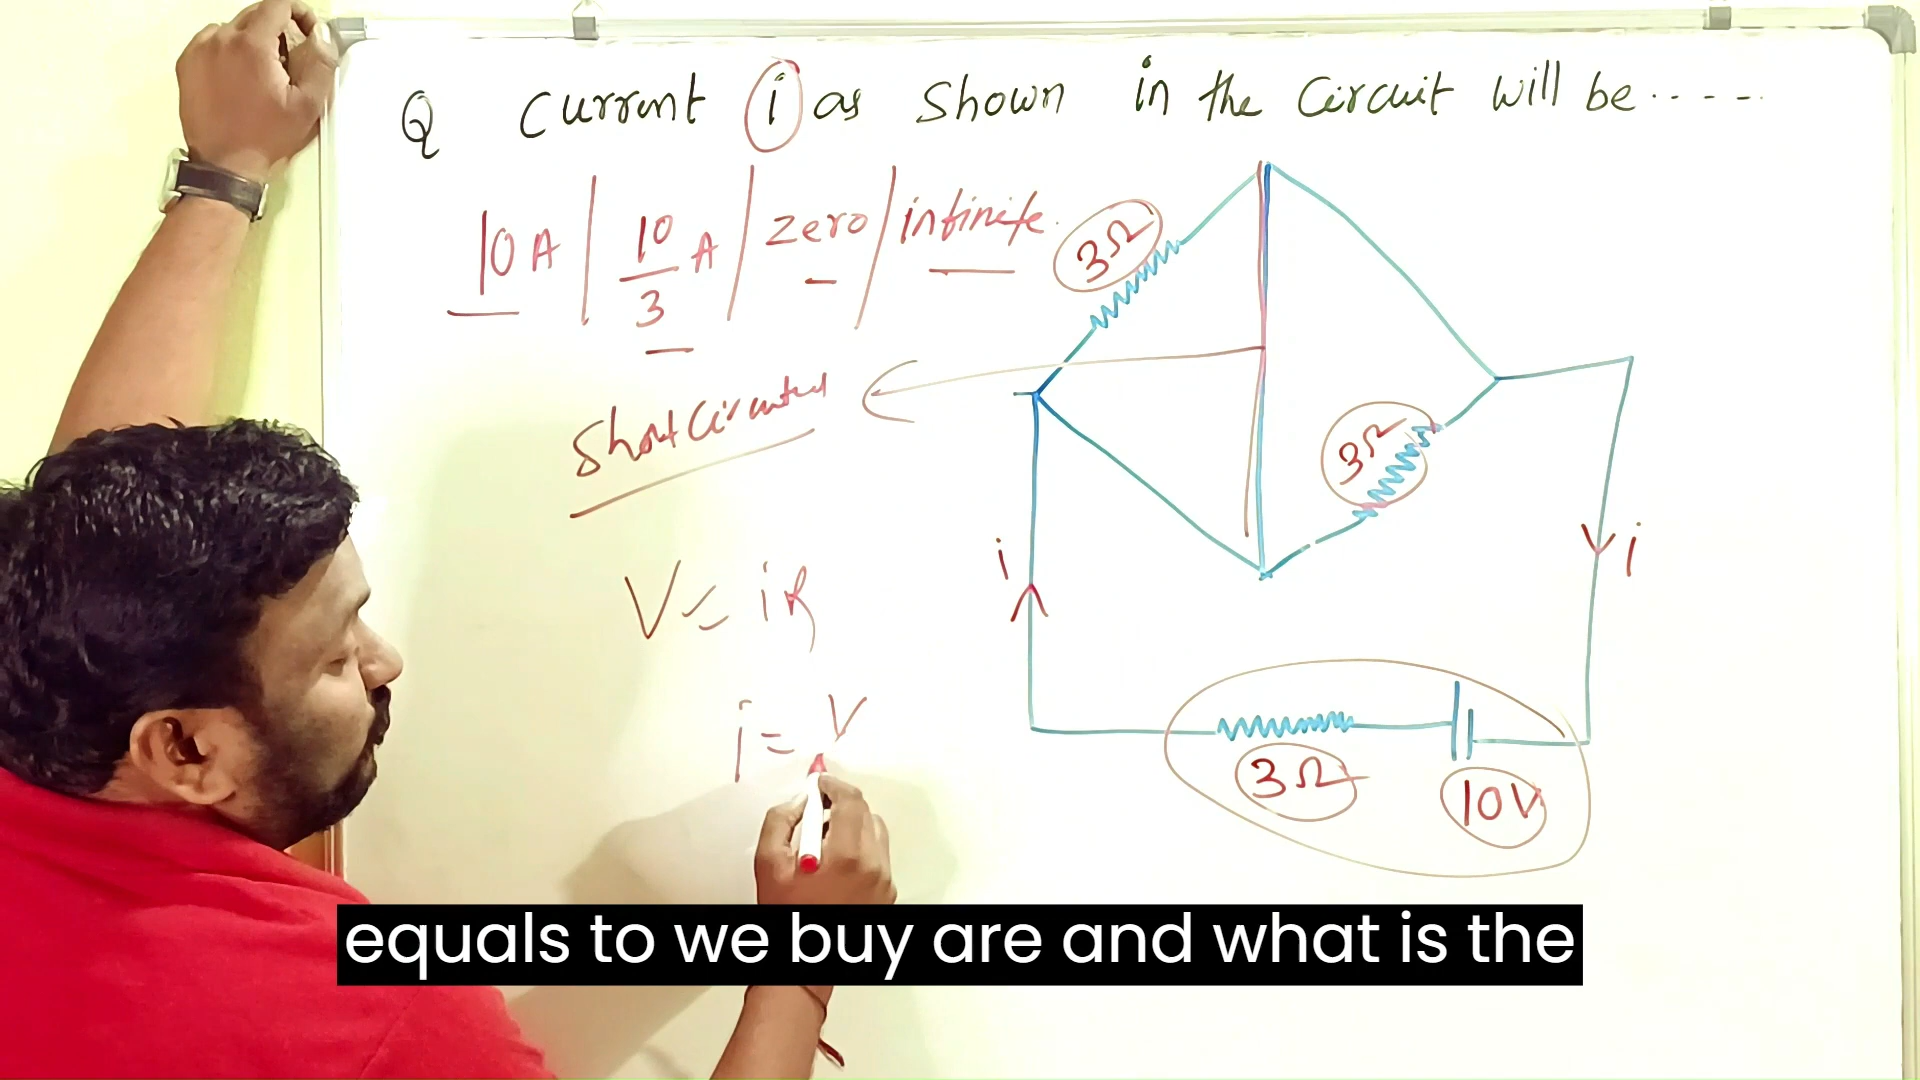 Q Current i as shown in the circuit will be -----
10 A / 10/3 A / zero / infinite
3Ω
Short Circuited
3Ω
V = iR
i
i
i = V
3Ω
10V
equals to we buy are and what is the